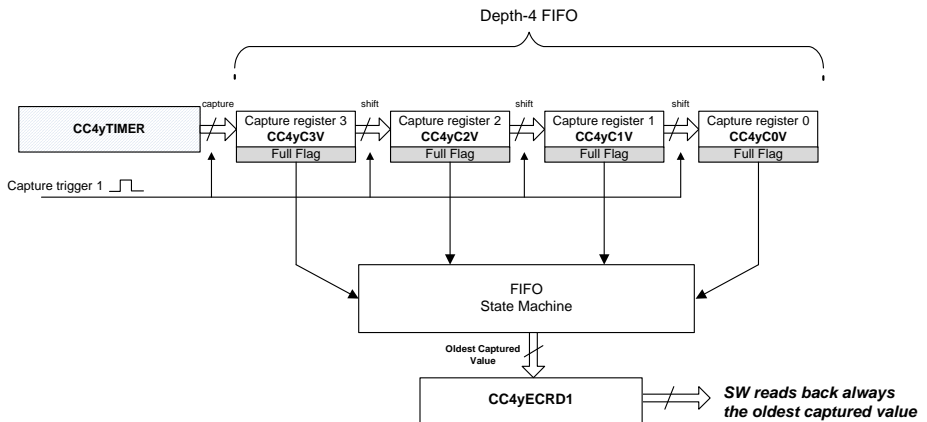 Depth-4 FIFO
capture
shift
shift
shift
CC4yTIMER
Capture register 3
CC4yC3V
Full Flag
Capture register 2
CC4yC2V
Full Flag
Capture register 1
CC4yC1V
Full Flag
Capture register 0
CC4yC0V
Full Flag
Capture trigger 1
FIFO
State Machine
Oldest Captured
Value
CC4yECRD1
SW reads back always
the oldest captured value